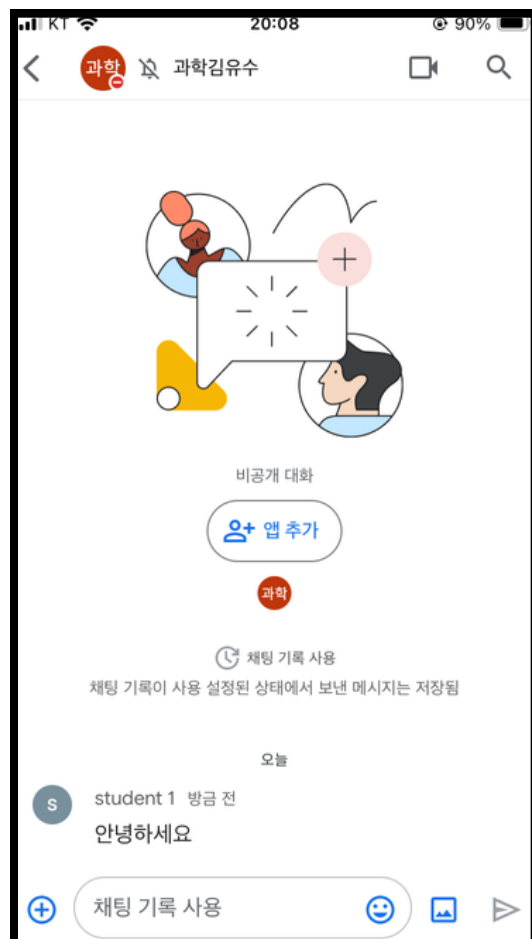 KT 20:08 90%
과학 과학김유수
비공개 대화
앱 추가
과학
채팅 기록 사용
채팅 기록이 사용 설정된 상태에서 보낸 메시지는 저장됨
오늘
S student 1 방금 전
안녕하세요
채팅 기록 사용